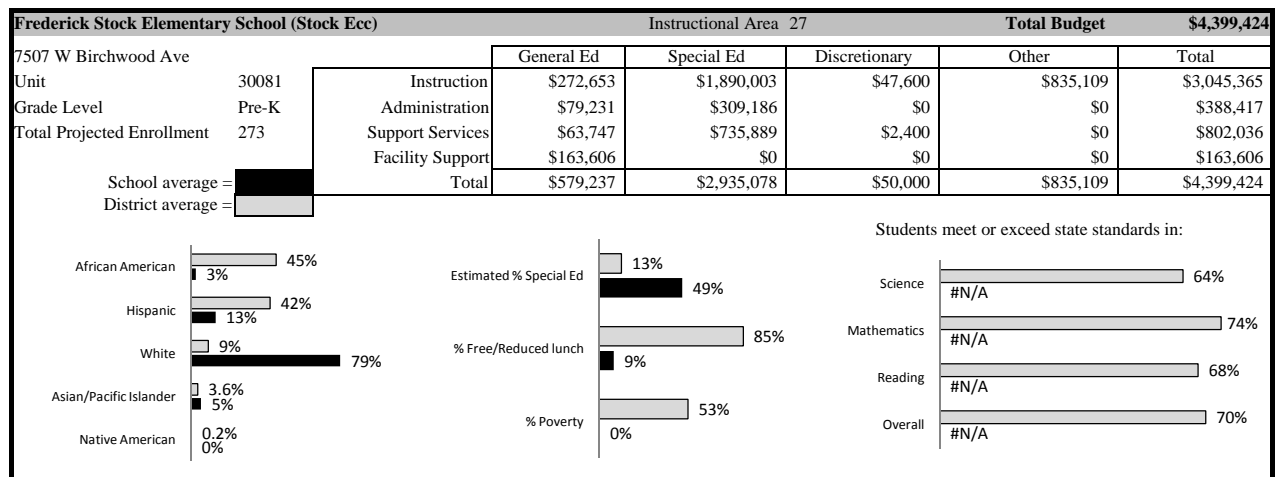 Frederick Stock Elementary School (Stock Ecc) Instructional Area 27 Total Budget $4,399,424
7507 W Birchwood Ave General Ed Special Ed Discretionary Other Total
Unit 30081 Instruction $272,653 $1,890,003 $47,600 $835,109 $3,045,365
Grade Level Pre-K Administration $79,231 $309,186 $0 $0 $388,417
Total Projected Enrollment 273 Support Services $63,747 $735,889 $2,400 $0 $802,036
Facility Support $163,606 $0 $0 $0 $163,606
School average = Total $579,237 $2,935,078 $50,000 $835,109 $4,399,424
District average =
African American 45%
3%
Hispanic 42%
13%
White 9%
79%
Asian/Pacific Islander 3.6%
5%
Native American 0.2%
0%
Estimated % Special Ed 13%
49%
% Free/Reduced lunch 85%
9%
% Poverty 53%
0%
Students meet or exceed state standards in:
Science 64%
#N/A
Mathematics 74%
#N/A
Reading 68%
#N/A
Overall 70%
#N/A